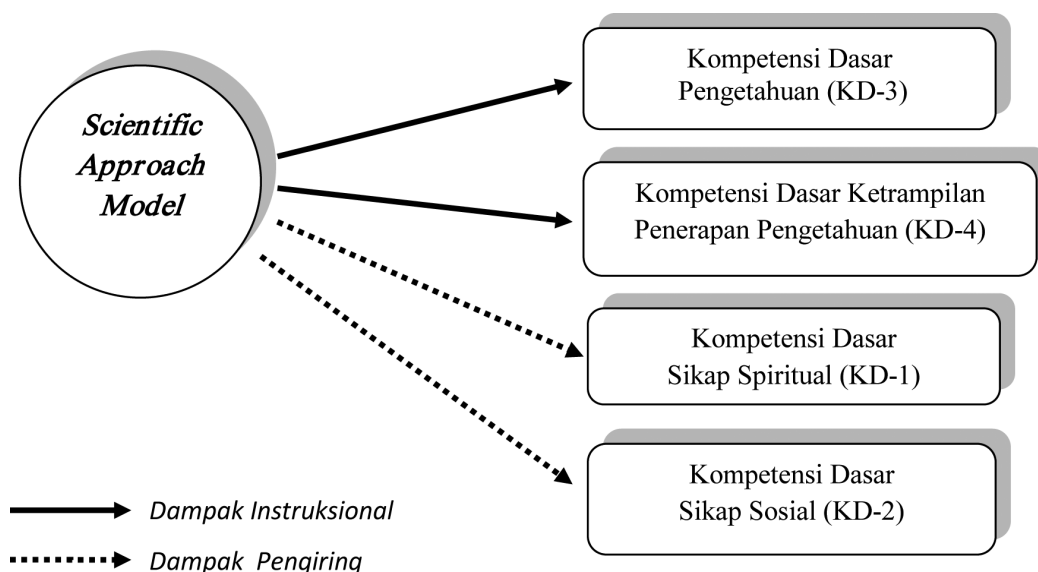 Scientific
Approach
Model
Kompetensi Dasar
Pengetahuan (KD-3)
Kompetensi Dasar Ketrampilan
Penerapan Pengetahuan (KD-4)
Kompetensi Dasar
Sikap Spiritual (KD-1)
Kompetensi Dasar
Sikap Sosial (KD-2)
Dampak Instruksional
Dampak Pengiring